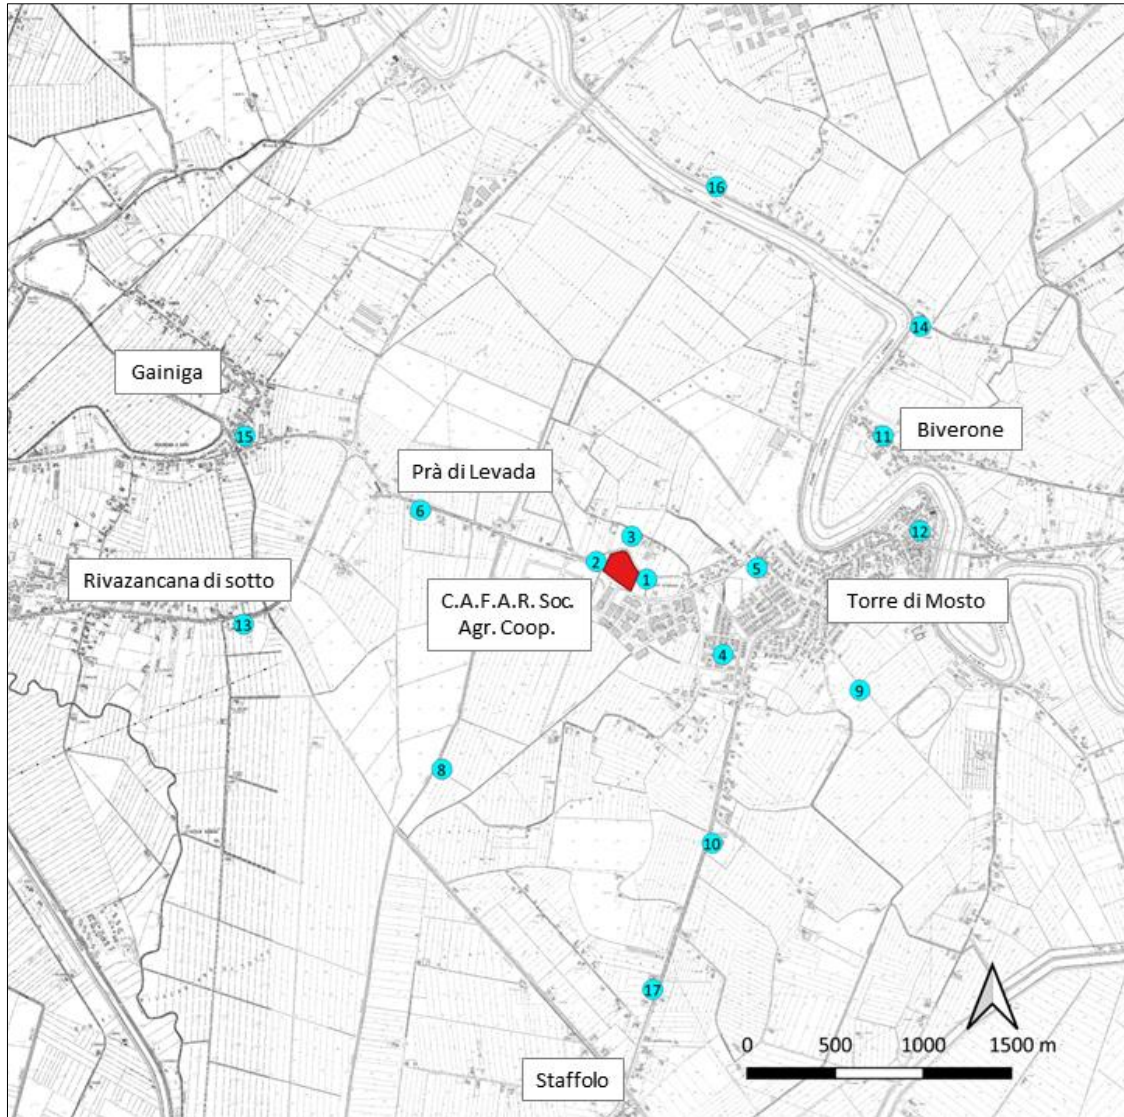 16
14
Gainiga
15
11
Biverone
Prà di Levada
6
12
3
2
Rivazancana di sotto
1
5
C.A.F.A.R. Soc.
Agr. Coop.
Torre di Mosto
13
4
9
8
10
17
0 500 1000 1500 m
Staffolo